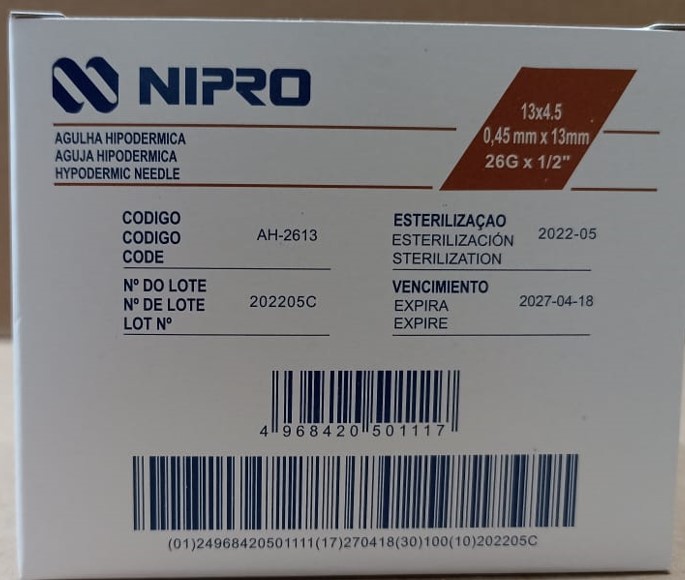 NIPRO
13x4.5
0,45 mm x 13mm
26G x 1/2"
AGULHA HIPODERMICA
AGUJA HIPODERMICA
HYPODERMIC NEEDLE
CODIGO
CODIGO
CODE
AH-2613
ESTERILIZAÇAO
ESTERILIZACIÓN
STERILIZATION
2022-05
Nº DO LOTE
Nº DE LOTE
LOT Nº
202205C
VENCIMIENTO
EXPIRA
EXPIRE
2027-04-18
4 968420 501117
(01)24968420501111(17)270418(30)100(10)202205C